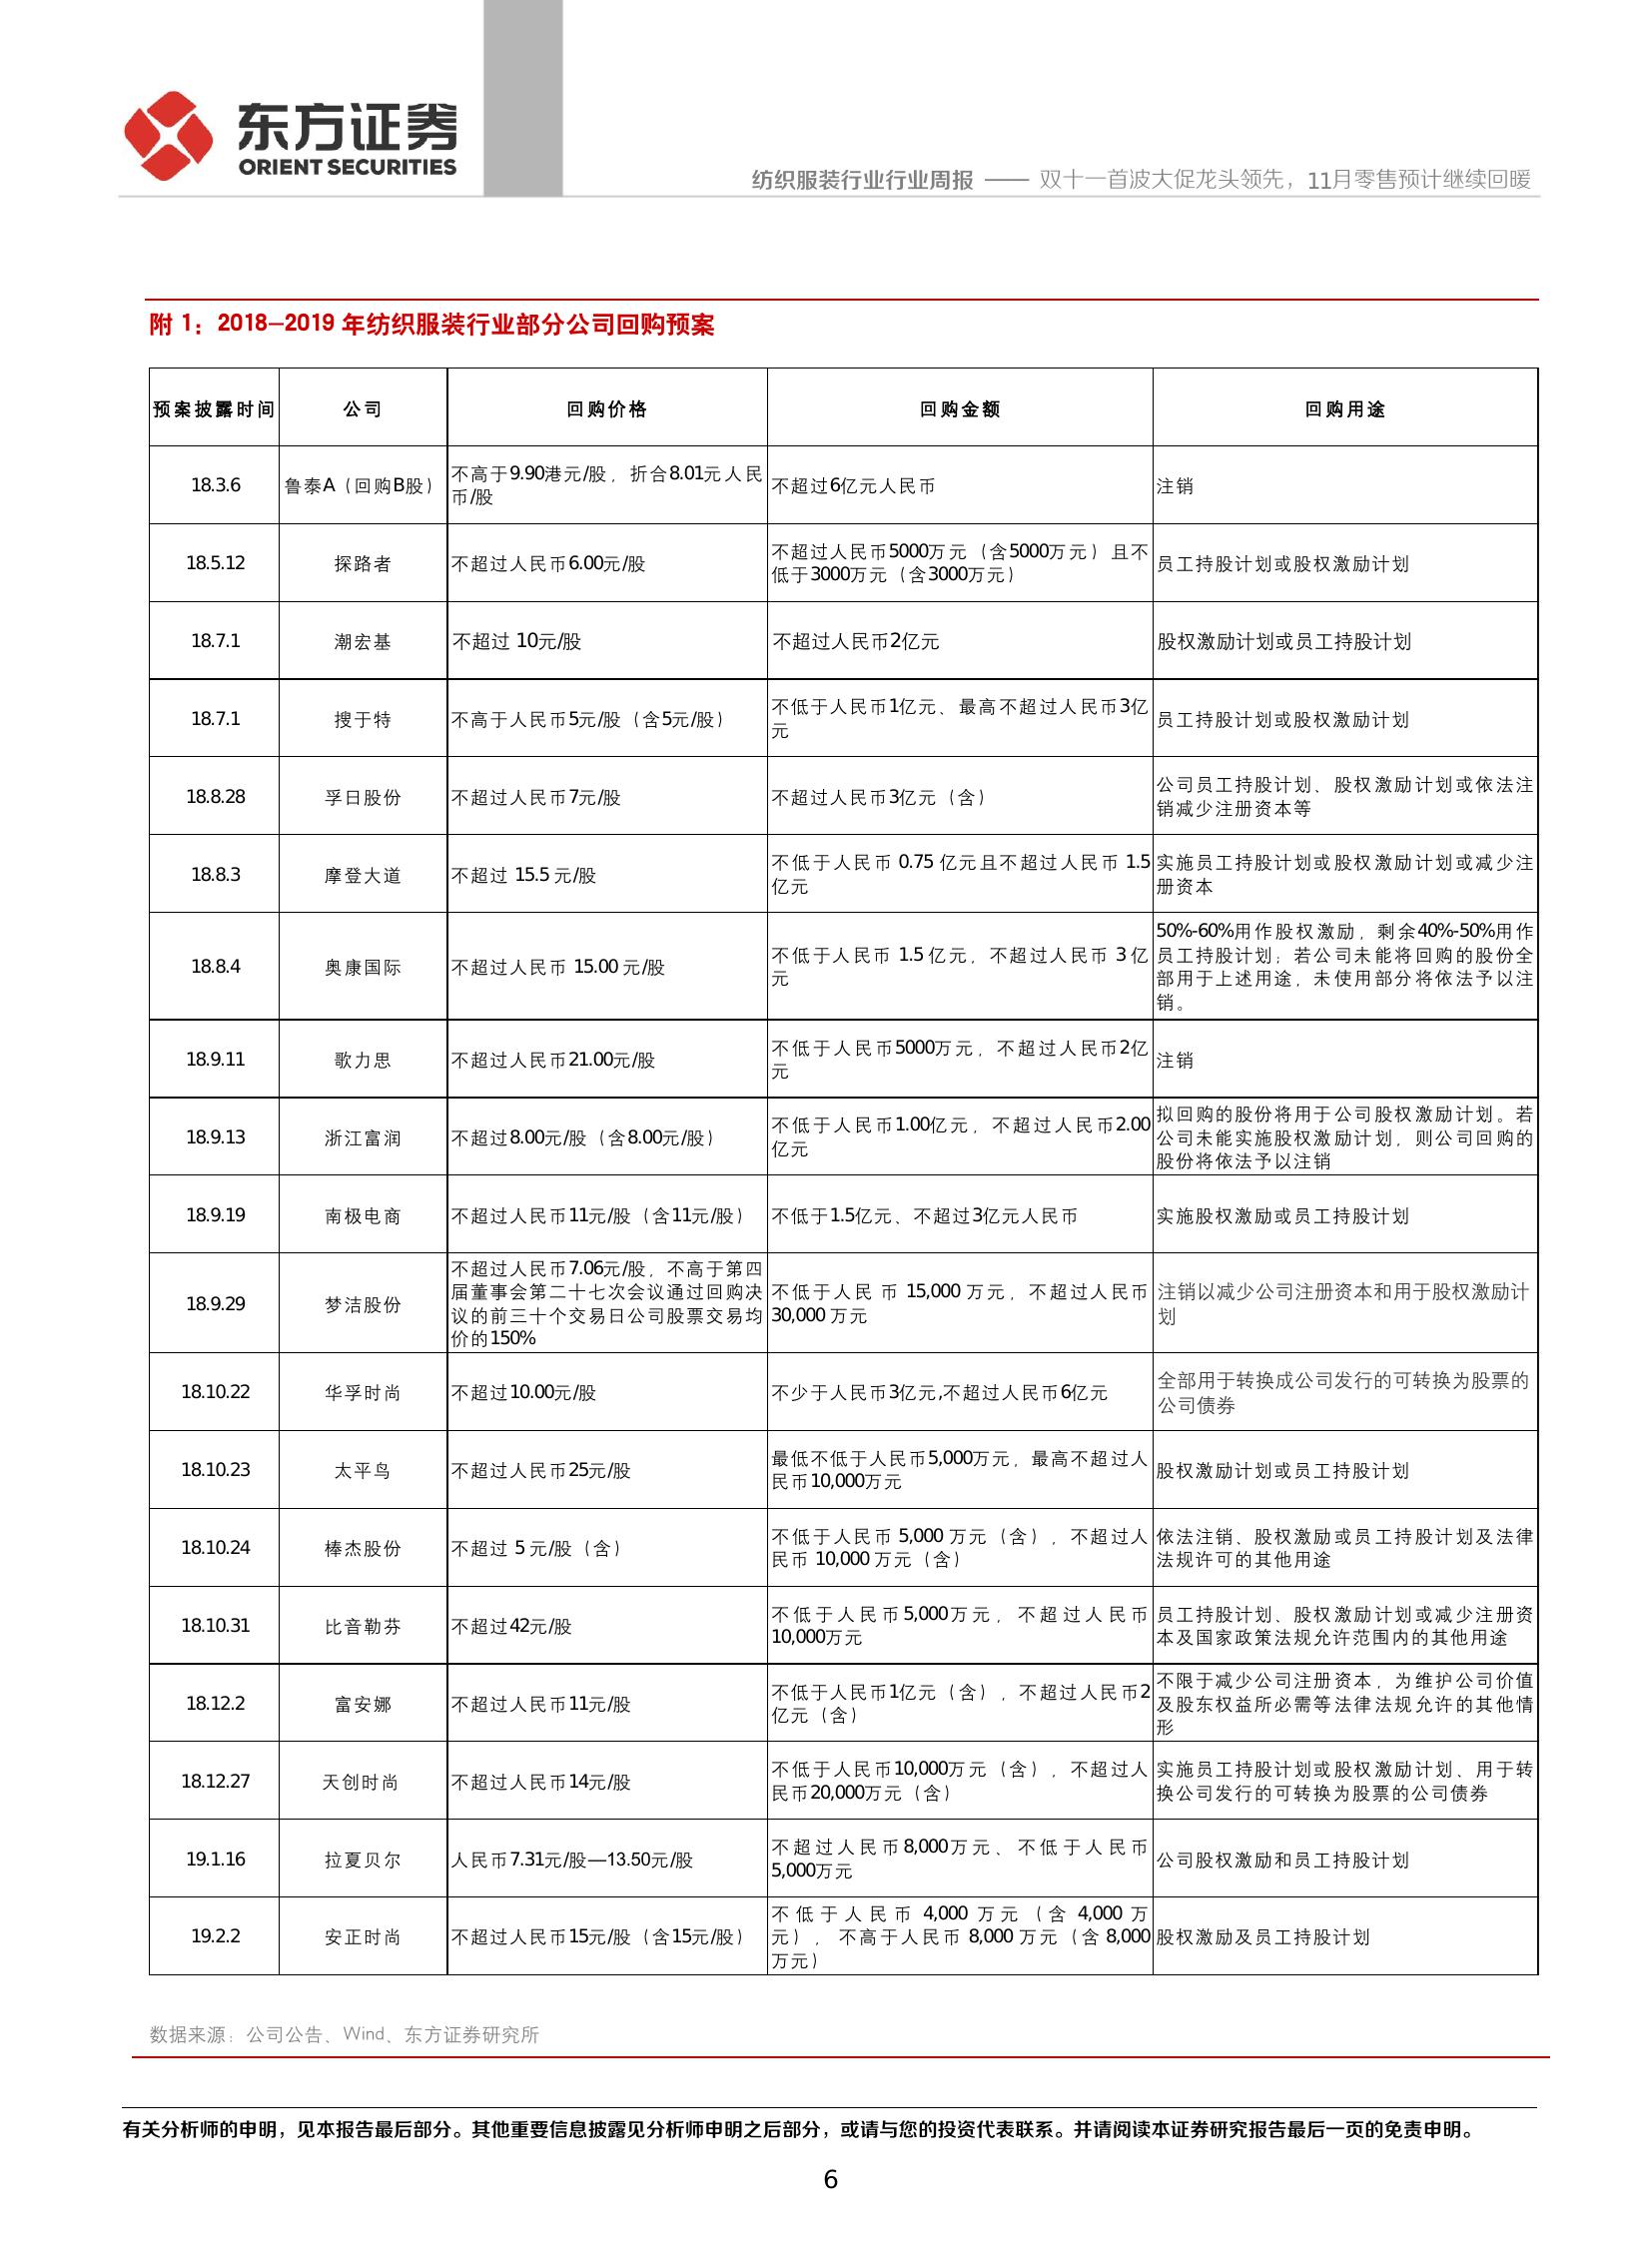 东方证券
ORIENT SECURITIES
纺织服装行业行业周报 —— 双十一首波大促龙头领先，11月零售预计继续回暖
附 1：2018—2019 年纺织服装行业部分公司回购预案
预案披露时间 公司 回购价格 回购金额 回购用途
18.3.6 鲁泰A（回购B股） 不高于9.90港元/股，折合8.01元人民
币/股 不超过6亿元人民币 注销
18.5.12 探路者 不超过人民币6.00元/股 不超过人民币5000万元（含5000万元）且不
低于3000万元（含3000万元） 员工持股计划或股权激励计划
18.7.1 潮宏基 不超过 10元/股 不超过人民币2亿元 股权激励计划或员工持股计划
18.7.1 搜于特 不高于人民币5元/股（含5元/股） 不低于人民币1亿元、最高不超过人民币3亿
元 员工持股计划或股权激励计划
18.8.28 孚日股份 不超过人民币7元/股 不超过人民币3亿元（含） 公司员工持股计划、股权激励计划或依法注
销减少注册资本等
18.8.3 摩登大道 不超过 15.5 元/股 不低于人民币 0.75 亿元且不超过人民币 1.5
亿元 实施员工持股计划或股权激励计划或减少注
册资本
18.8.4 奥康国际 不超过人民币 15.00 元/股 不低于人民币 1.5 亿元，不超过人民币 3 亿
元 50%-60%用作股权激励，剩余40%-50%用作
员工持股计划；若公司未能将回购的股份全
部用于上述用途，未使用部分将依法予以注
销。
18.9.11 歌力思 不超过人民币21.00元/股 不低于人民币5000万元，不超过人民币2亿
元 注销
18.9.13 浙江富润 不超过8.00元/股（含8.00元/股） 不低于人民币1.00亿元，不超过人民币2.00
亿元 拟回购的股份将用于公司股权激励计划。若
公司未能实施股权激励计划，则公司回购的
股份将依法予以注销
18.9.19 南极电商 不超过人民币11元/股（含11元/股） 不低于1.5亿元、不超过3亿元人民币 实施股权激励或员工持股计划
18.9.29 梦洁股份 不超过人民币7.06元/股，不高于第四
届董事会第二十七次会议通过回购决
议的前三十个交易日公司股票交易均
价的150% 不低于人民 币 15,000 万元，不超过人民币
30,000 万元 注销以减少公司注册资本和用于股权激励计
划
18.10.22 华孚时尚 不超过10.00元/股 不少于人民币3亿元,不超过人民币6亿元 全部用于转换成公司发行的可转换为股票的
公司债券
18.10.23 太平鸟 不超过人民币25元/股 最低不低于人民币5,000万元，最高不超过人
民币10,000万元 股权激励计划或员工持股计划
18.10.24 棒杰股份 不超过 5 元/股（含） 不低于人民币 5,000 万元（含），不超过人
民币 10,000 万元（含） 依法注销、股权激励或员工持股计划及法律
法规许可的其他用途
18.10.31 比音勒芬 不超过42元/股 不低于人民币5,000万元，不超过人民币
10,000万元 员工持股计划、股权激励计划或减少注册资
本及国家政策法规允许范围内的其他用途
18.12.2 富安娜 不超过人民币11元/股 不低于人民币1亿元（含），不超过人民币2
亿元（含） 不限于减少公司注册资本，为维护公司价值
及股东权益所必需等法律法规允许的其他情
形
18.12.27 天创时尚 不超过人民币14元/股 不低于人民币10,000万元（含），不超过人
民币20,000万元（含） 实施员工持股计划或股权激励计划、用于转
换公司发行的可转换为股票的公司债券
19.1.16 拉夏贝尔 人民币7.31元/股—13.50元/股 不超过人民币8,000万元、不低于人民币
5,000万元 公司股权激励和员工持股计划
19.2.2 安正时尚 不超过人民币15元/股（含15元/股） 不低于人民币 4,000 万元（含 4,000 万
元），不高于人民币 8,000 万元（含 8,000
万元） 股权激励及员工持股计划
数据来源：公司公告、Wind、东方证券研究所
有关分析师的申明，见本报告最后部分。其他重要信息披露见分析师申明之后部分，或请与您的投资代表联系。并请阅读本证券研究报告最后一页的免责申明。
6